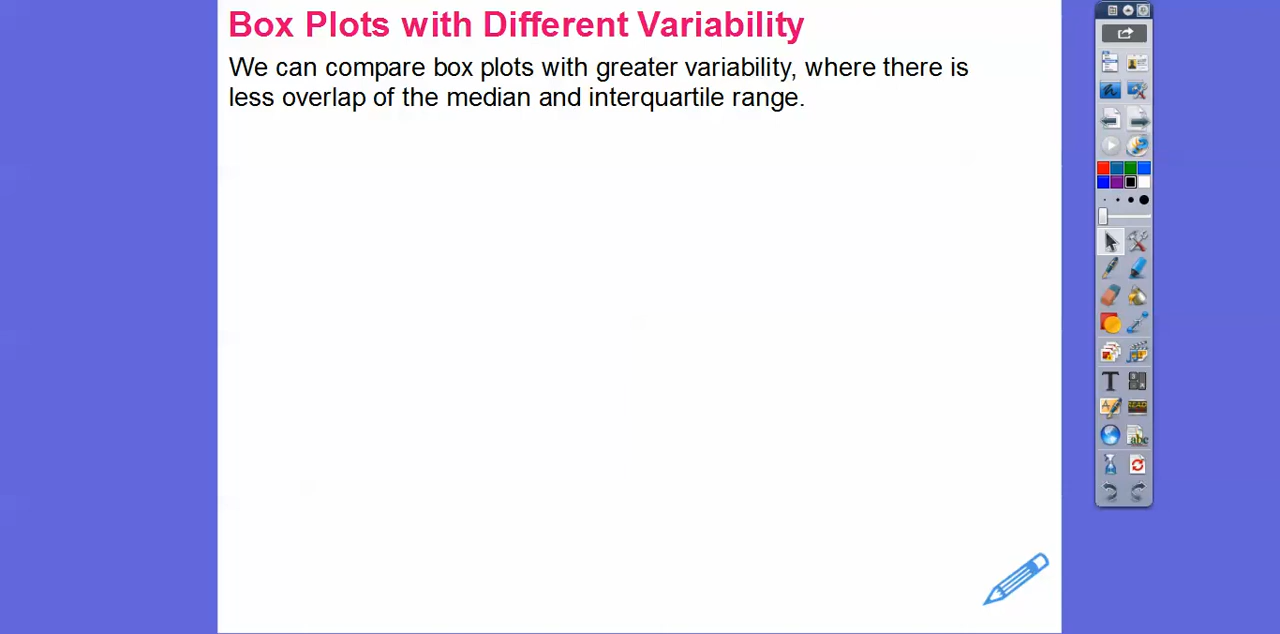 Box Plots with Different Variability
We can compare box plots with greater variability, where there is
less overlap of the median and interquartile range.